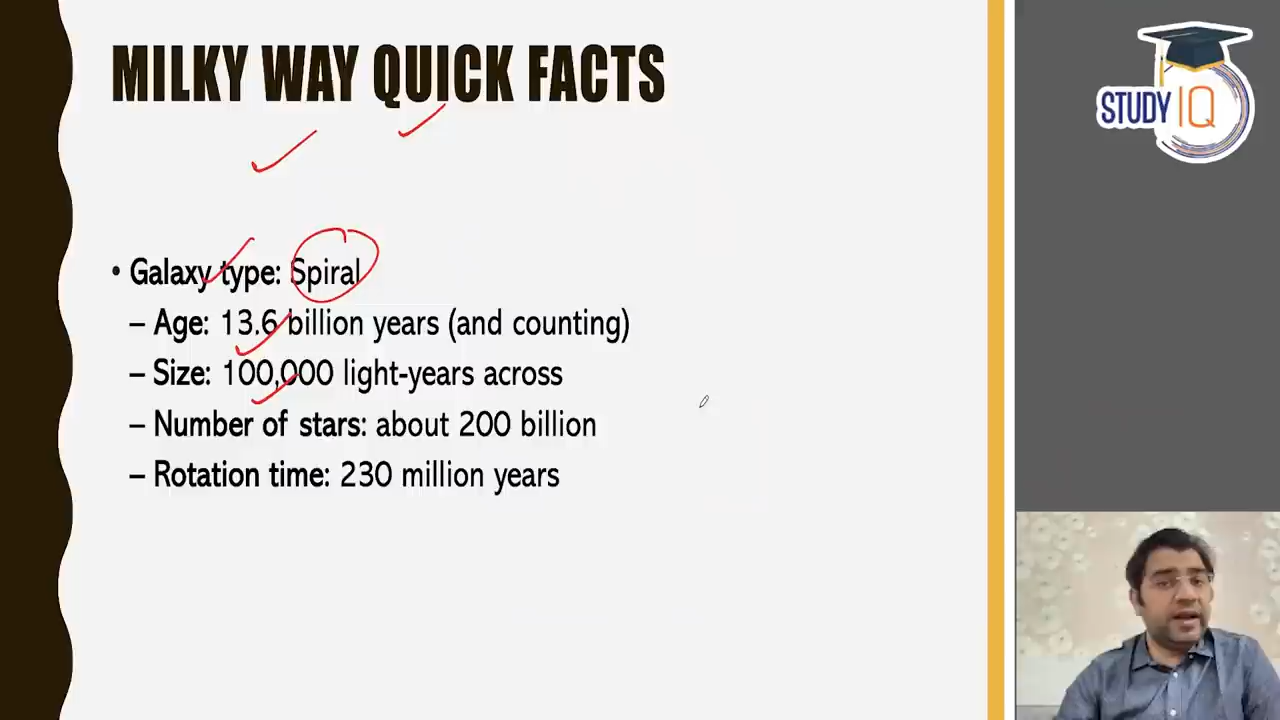 MILKY WAY QUICK FACTS
STUDY IQ
• Galaxy type: Spiral
– Age: 13.6 billion years (and counting)
– Size: 100,000 light-years across
– Number of stars: about 200 billion
– Rotation time: 230 million years